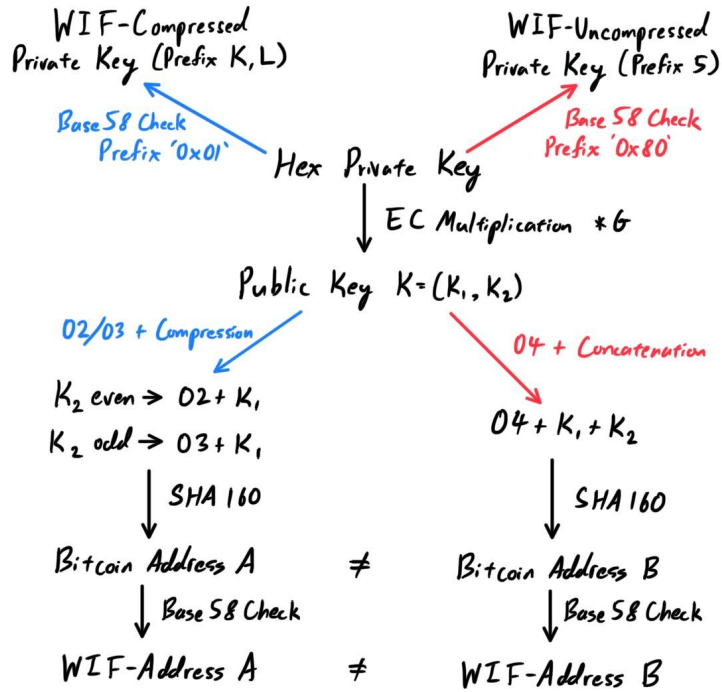 WIF-Compressed
Private Key (Prefix K, L)
WIF-Uncompressed
Private Key (Prefix 5)
Base 58 Check
Prefix '0x01'
Base 58 Check
Prefix '0x80'
Hex Private Key
EC Multiplication *G
Public Key K=(K₁, K₂)
02/03 + Compression
04 + Concatenation
K₂ even → 02 + K₁
K₂ odd → 03 + K₁
04 + K₁ + K₂
SHA 160
SHA 160
Bitcoin Address A ≠ Bitcoin Address B
Base 58 Check
Base 58 Check
WIF-Address A ≠ WIF-Address B